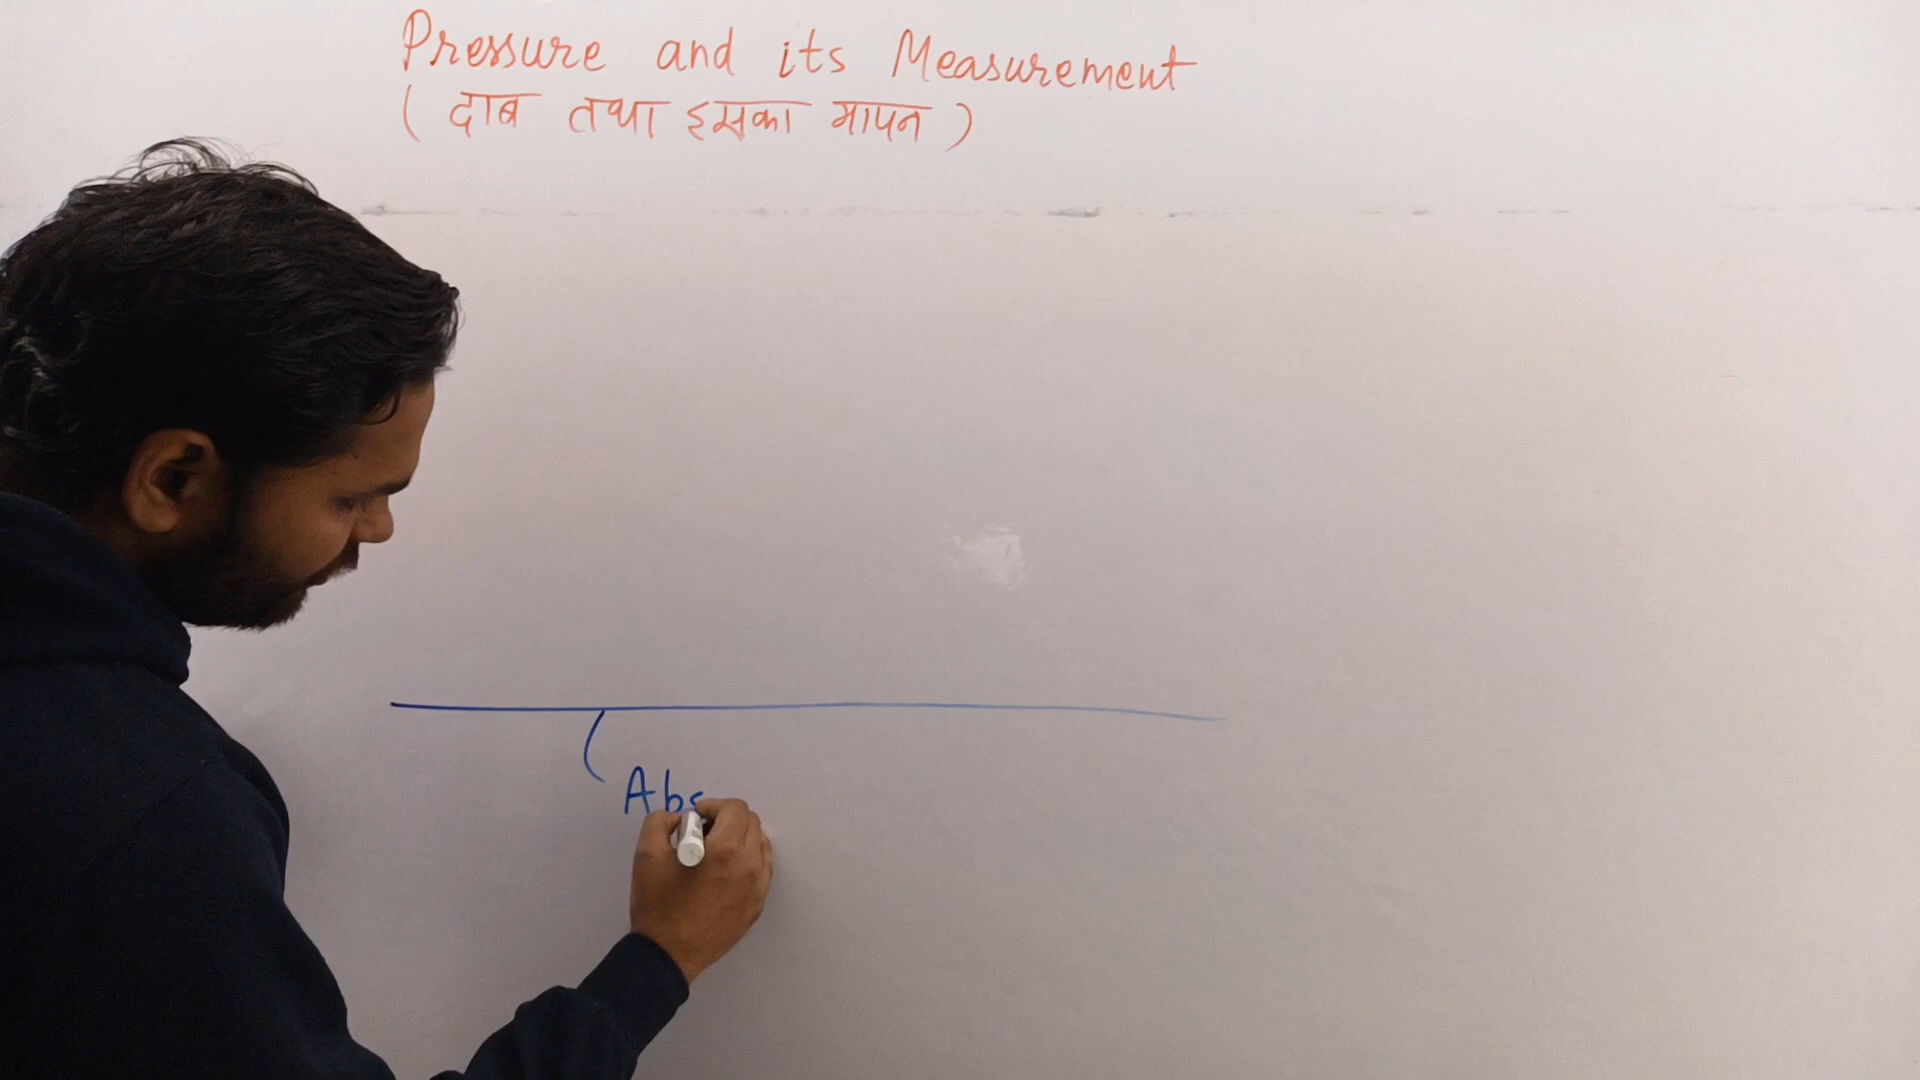 Pressure and its Measurement
( दाब तथा इसका मापन )
Abs